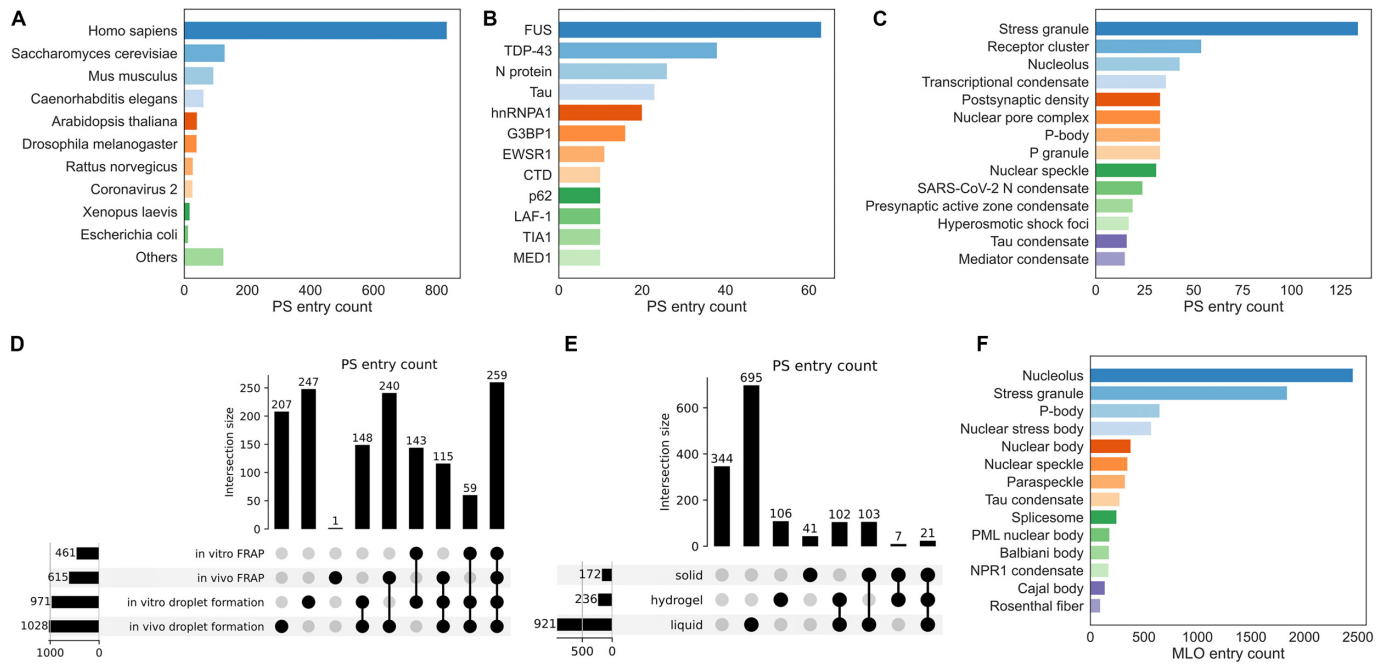 A
Homo sapiens
Saccharomyces cerevisiae
Mus musculus
Caenorhabditis elegans
Arabidopsis thaliana
Drosophila melanogaster
Rattus norvegicus
Coronavirus 2
Xenopus laevis
Escherichia coli
Others
0 200 400 600 800
PS entry count
B
FUS
TDP-43
N protein
Tau
hnRNPA1
G3BP1
EWSR1
CTD
p62
LAF-1
TIA1
MED1
0 20 40 60
PS entry count
C
Stress granule
Receptor cluster
Nucleolus
Transcriptional condensate
Postsynaptic density
Nuclear pore complex
P-body
P granule
Nuclear speckle
SARS-CoV-2 N condensate
Presynaptic active zone condensate
Hyperosmotic shock foci
Tau condensate
Mediator condensate
0 25 50 75 100 125
PS entry count
D
PS entry count
Intersection size
250
200
150
100
50
0
207 247 1 148 240 143 115 59 259
461 in vitro FRAP
615 in vivo FRAP
971 in vitro droplet formation
1028 in vivo droplet formation
1000 0
E
PS entry count
Intersection size
600
400
200
0
344 695 106 41 102 103 7 21
172 solid
236 hydrogel
921 liquid
500 0
F
Nucleolus
Stress granule
P-body
Nuclear stress body
Nuclear body
Nuclear speckle
Paraspeckle
Tau condensate
Splicesome
PML nuclear body
Balbiani body
NPR1 condensate
Cajal body
Rosenthal fiber
0 500 1000 1500 2000 2500
MLO entry count